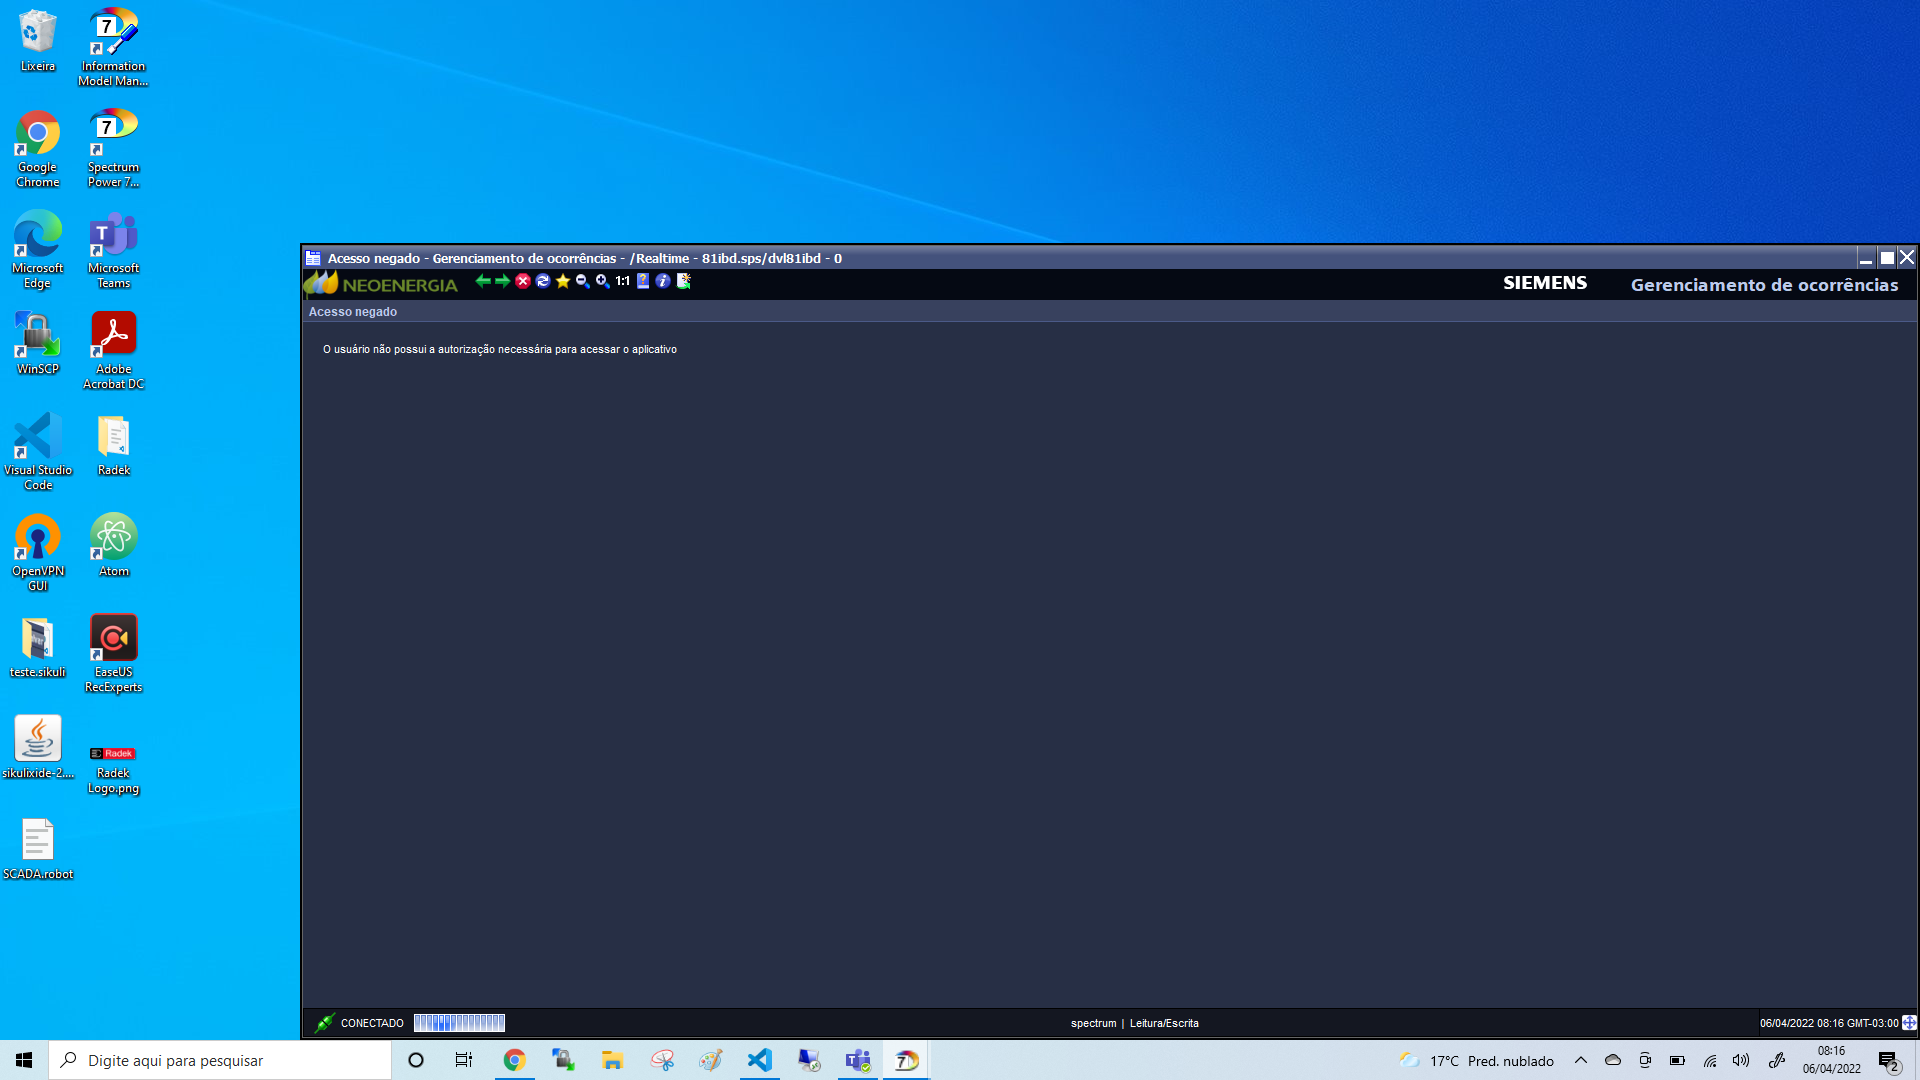 Lixeira
Information
Model Man...
Google
Chrome
Spectrum
Power 7...
Microsoft
Edge
Microsoft
Teams
WinSCP
Adobe
Acrobat DC
Visual Studio
Code
Radek
OpenVPN
GUI
Atom
teste.sikuli
EaseUS
RecExperts
sikulixide-2....
Radek
Radek
Logo.png
SCADA.robot
Acesso negado - Gerenciamento de ocorrências - /Realtime - 81ibd.sps/dvl81ibd - 0
NEOENERGIA
1:1
SIEMENS
Gerenciamento de ocorrências
Acesso negado
O usuário não possui a autorização necessária para acessar o aplicativo
CONECTADO
spectrum | Leitura/Escrita
06/04/2022 08:16 GMT-03:00
Digite aqui para pesquisar
17°C Pred. nublado
08:16
06/04/2022
2